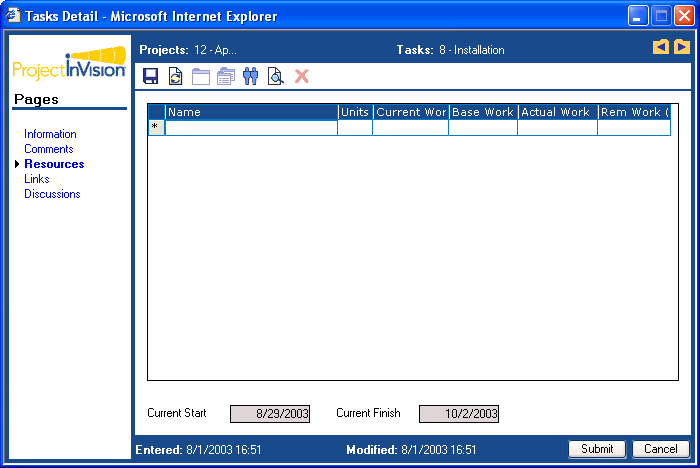 Tasks Detail - Microsoft Internet Explorer
Projects: 12 - Ap... Tasks: 8 - Installation
ProjectinVision
Pages
Information
Comments
Resources
Links
Discussions
Name Units Current Wor Base Work Actual Work Rem Work (
*
Current Start 8/29/2003 Current Finish 10/2/2003
Entered: 8/1/2003 16:51 Modified: 8/1/2003 16:51 Submit Cancel